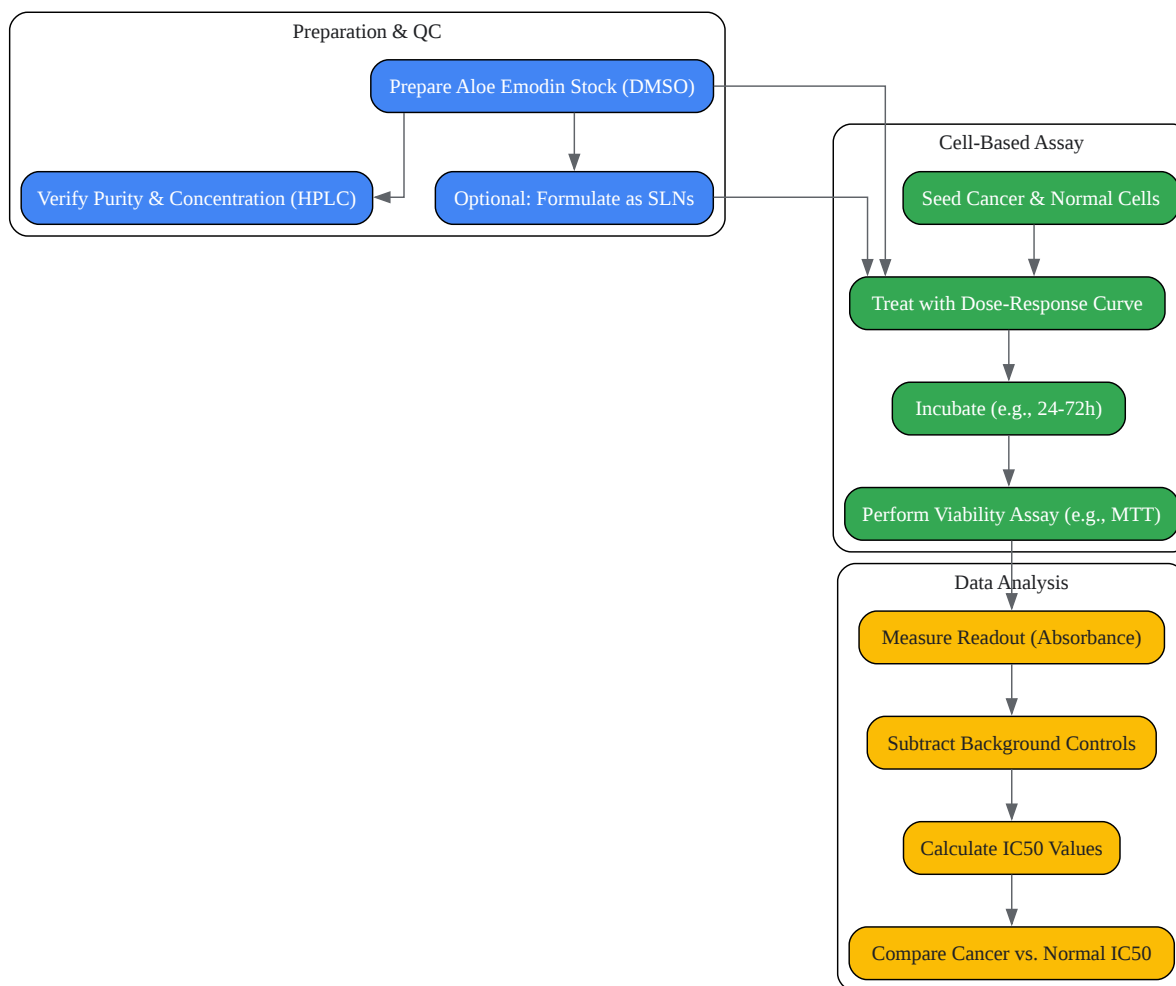 Preparation & QC
Prepare Aloe Emodin Stock (DMSO)
Verify Purity & Concentration (HPLC)
Optional: Formulate as SLNs
Cell-Based Assay
Seed Cancer & Normal Cells
Treat with Dose-Response Curve
Incubate (e.g., 24-72h)
Perform Viability Assay (e.g., MTT)
Data Analysis
Measure Readout (Absorbance)
Subtract Background Controls
Calculate IC50 Values
Compare Cancer vs. Normal IC50